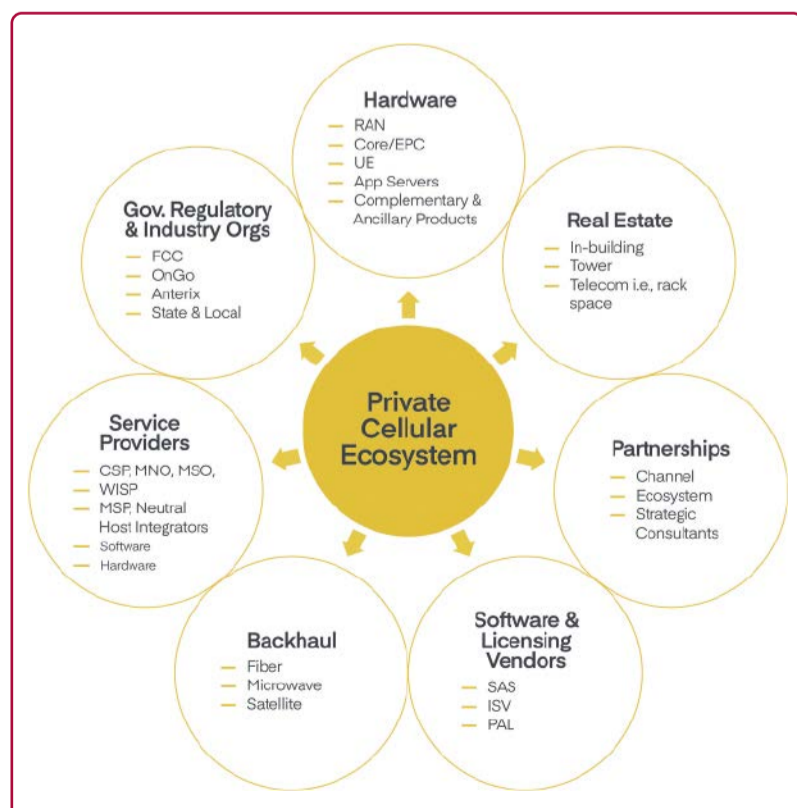 Hardware
— RAN
— Core/EPC
— UE
— App Servers
— Complementary &
Ancillary Products
Real Estate
— In-building
— Tower
— Telecom i.e., rack
space
Partnerships
— Channel
— Ecosystem
— Strategic
Consultants
Software &
Licensing
Vendors
— SAS
— ISV
— PAL
Backhaul
— Fiber
— Microwave
— Satellite
Service
Providers
— CSP, MNO, MSO,
— WISP
— MSP, Neutral
Host Integrators
— Software
— Hardware
Gov. Regulatory
& Industry Orgs
— FCC
— OnGo
— Anterix
— State & Local
Private
Cellular
Ecosystem